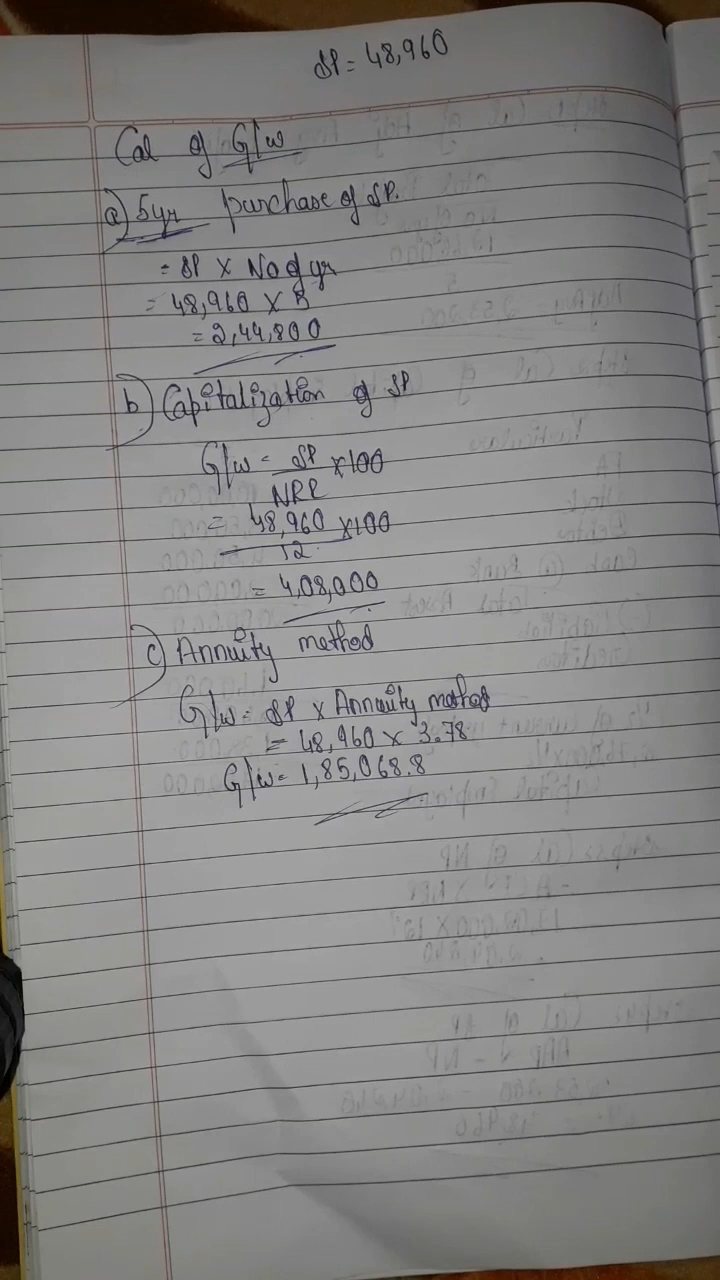 SP = 48,960
Cal of G/w
a) 5yr purchase of SP.
= SP × No of yr
= 48,960 × 5
= 2,44,800
b) Capitalization of SP
G/w = SP × 100
NRR
= 48,960 × 100
12
= 4,08,000
c) Annuity method
G/w = SP × Annuity method
= 48,960 × 3.78
G/w = 1,85,068.8